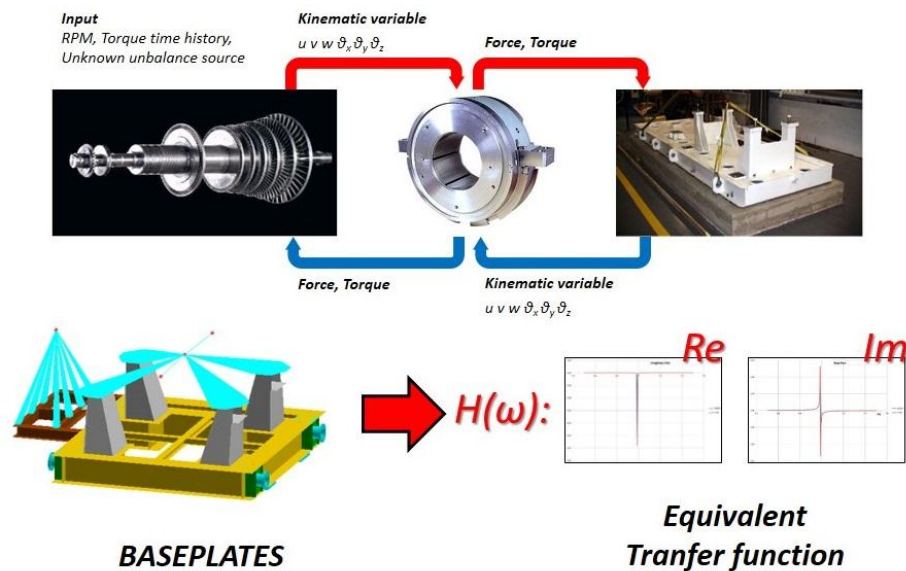 Input
RPM, Torque time history,
Unknown unbalance source
Kinematic variable
u v w ϑx ϑy ϑz
Force, Torque
Force, Torque
Kinematic variable
u v w ϑx ϑy ϑz
Re
Im
H(ω):
BASEPLATES
Equivalent
Tranfer function